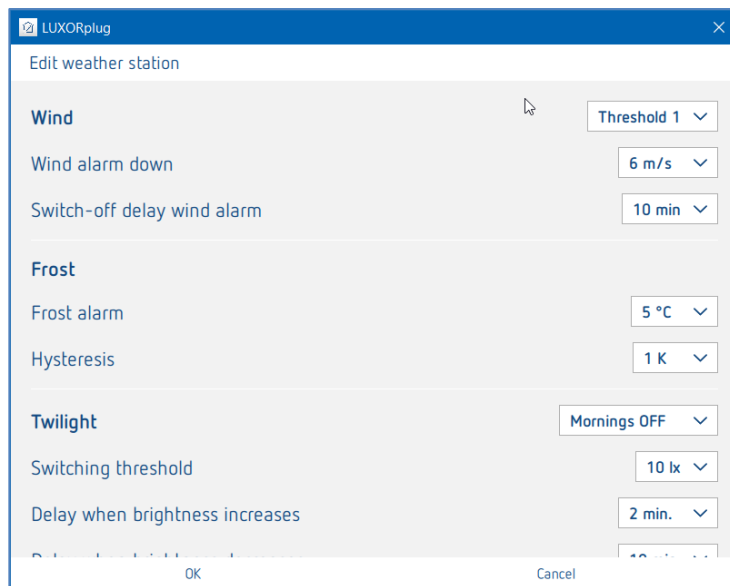 LUXORplug
Edit weather station
Wind Threshold 1
Wind alarm down 6 m/s
Switch-off delay wind alarm 10 min
Frost
Frost alarm 5 °C
Hysteresis 1 K
Twilight Mornings OFF
Switching threshold 10 lx
Delay when brightness increases 2 min.
OK Cancel